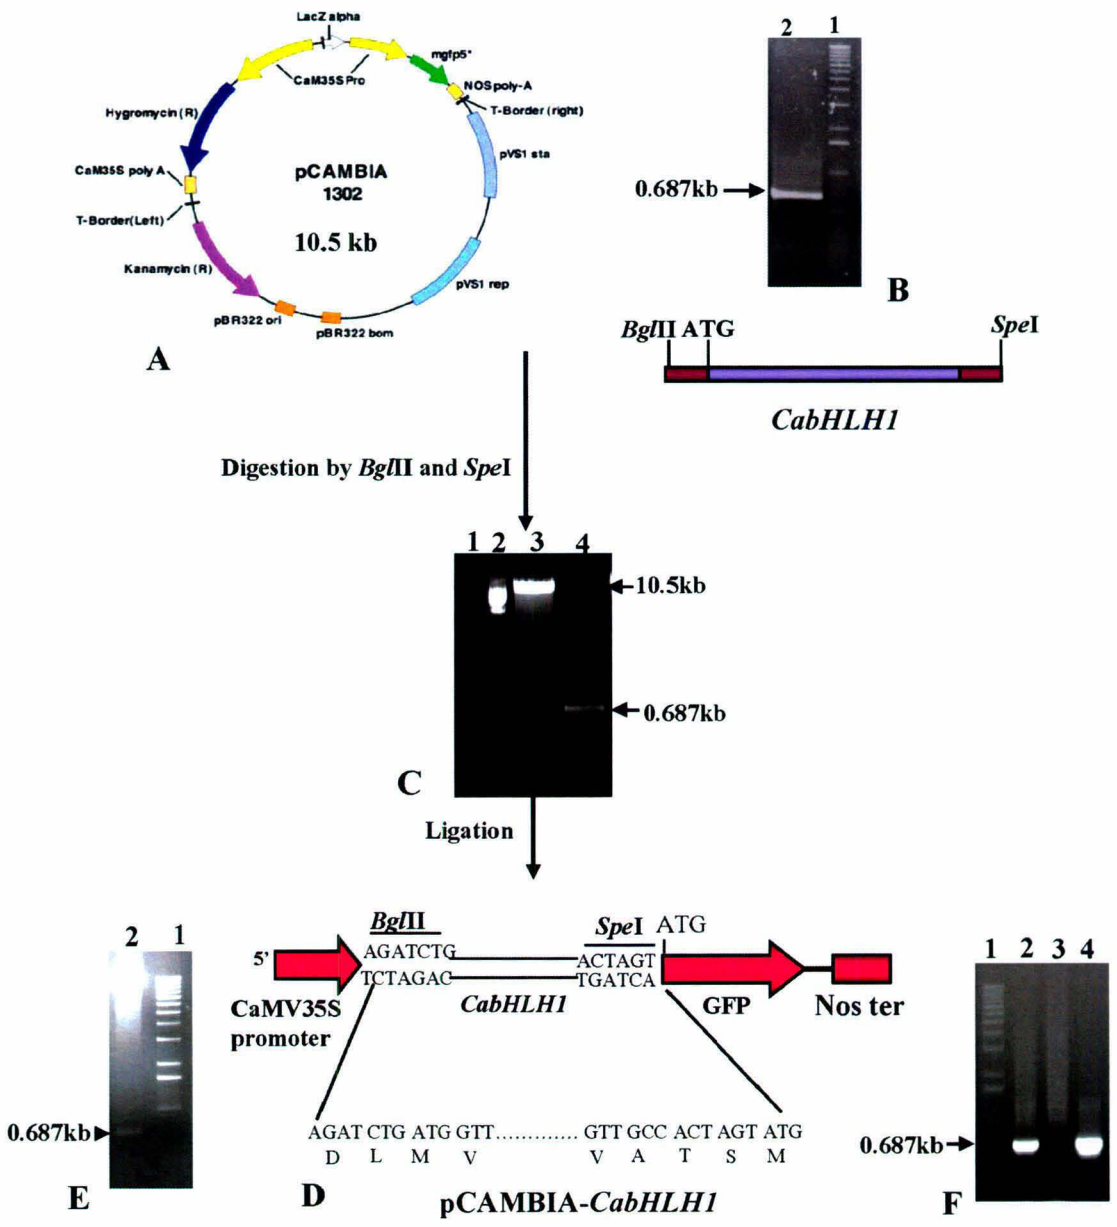 LacZ alpha
mgfp5*
CaM35S Pro
NOS poly-A
T-Border (right)
Hygromycin (R)
pVS1 sta
CaM35S poly A
pCAMBIA
1302
T-Border(Left)
10.5 kb
Kanamycin (R)
pVS1 rep
pBR322 ori
pBR322 bom
A
2 1
0.687kb
B
BglII ATG SpeI
CabHLH1
Digestion by BglII and SpeI
1 2 3 4
10.5kb
0.687kb
C
Ligation
2 1
0.687kb
E
BglII SpeI ATG
5' AGATCTG ACTAGT
TCTAGAC TGATCA
CaMV35S
promoter
CabHLH1
GFP
Nos ter
AGAT CTG ATG GTT.............GTT GCC ACT AGT ATG
D L M V V A T S M
D
pCAMBIA-CabHLH1
1 2 3 4
0.687kb
F